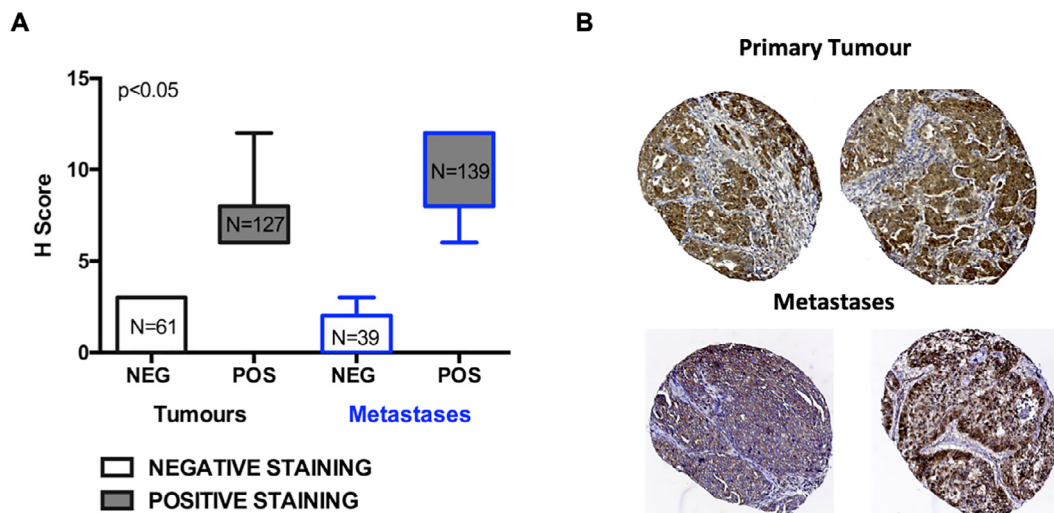 A
p<0.05
H Score
15
10
5
0
N=61
N=127
N=39
N=139
NEG POS NEG POS
Tumours Metastases
NEGATIVE STAINING
POSITIVE STAINING
B
Primary Tumour
Metastases